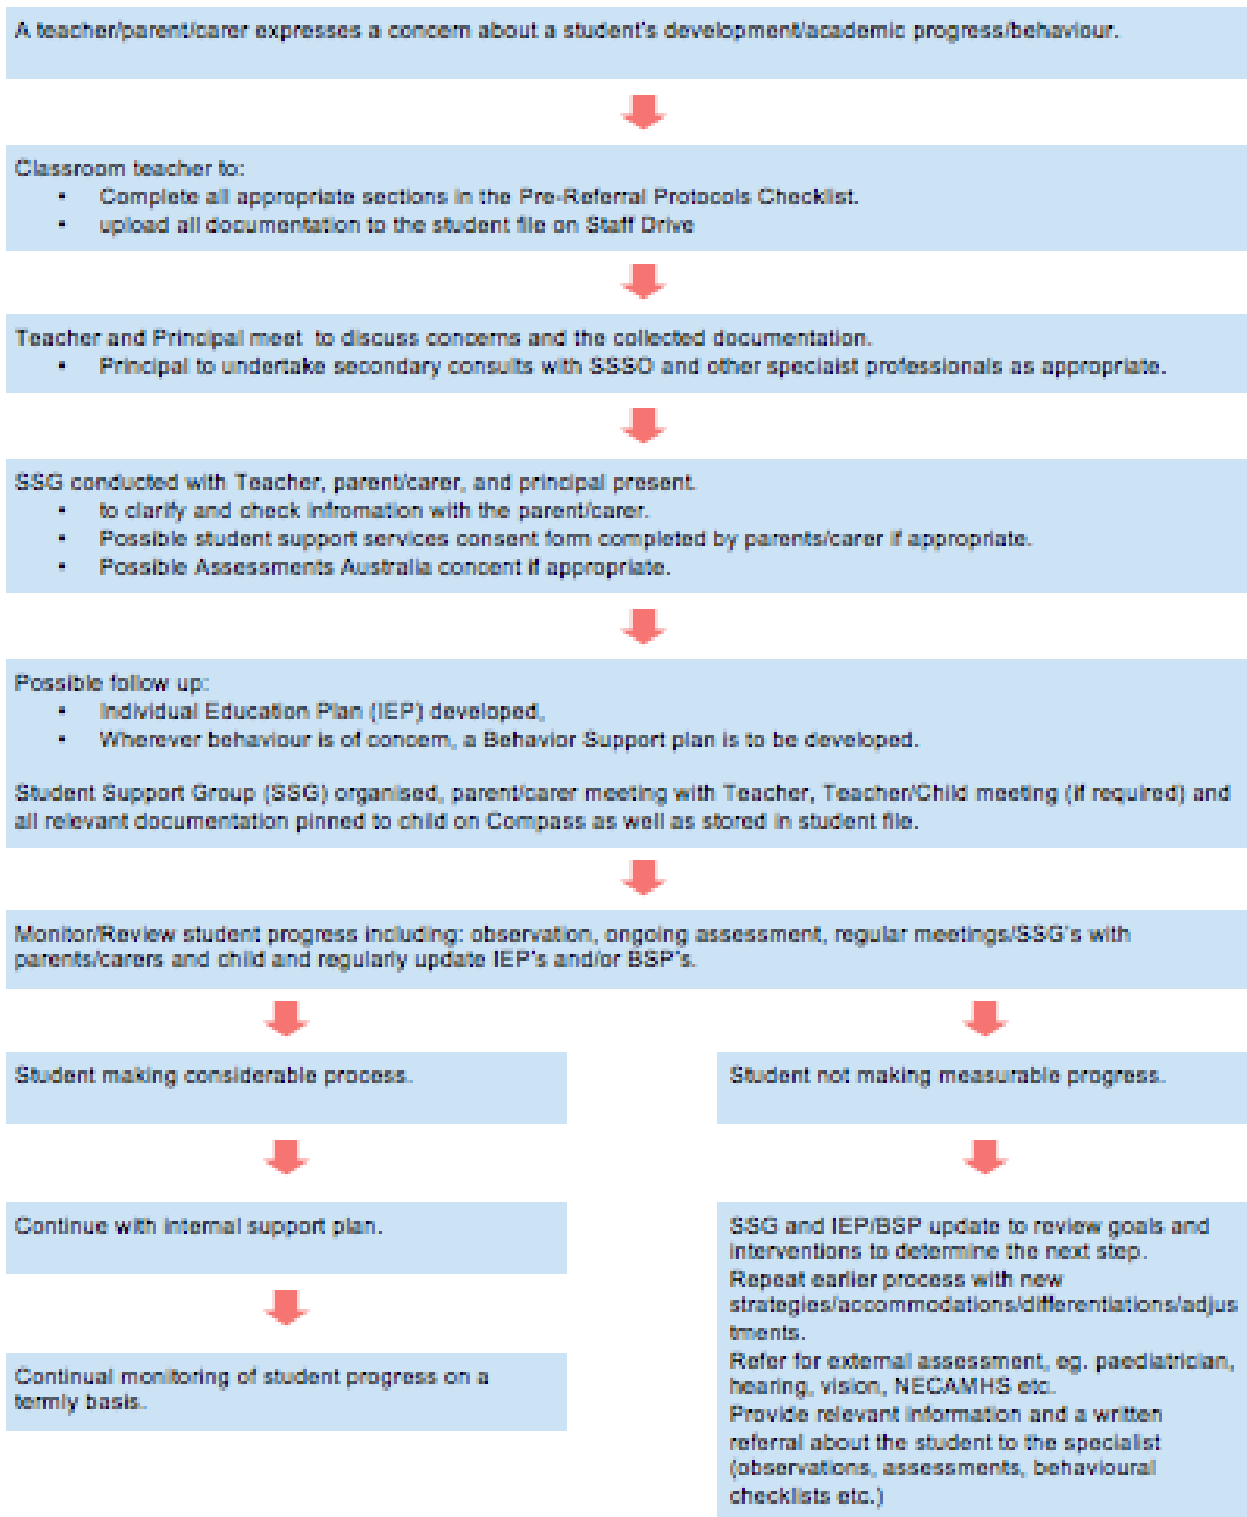 A teacher/parent/carer expresses a concern about a student's development/academic progress/behaviour.
Classroom teacher to:
• Complete all appropriate sections in the Pre-Referral Protocols Checklist.
• upload all documentation to the student file on Staff Drive
Teacher and Principal meet to discuss concerns and the collected documentation.
• Principal to undertake secondary consults with SSSO and other speciaist professionals as appropriate.
SSG conducted with Teacher, parent/carer, and principal present.
• to clarify and check infromation with the parent/carer.
• Possible student support services consent form completed by parents/carer if appropriate.
• Possible Assessments Australia concent if appropriate.
Possible follow up:
• Individual Education Plan (IEP) developed,
• Wherever behaviour is of concern, a Behavior Support plan is to be developed.
Student Support Group (SSG) organised, parent/carer meeting with Teacher, Teacher/Child meeting (if required) and
all relevant documentation pinned to child on Compass as well as stored in student file.
Monitor/Review student progress including: observation, ongoing assessment, regular meetings/SSG's with
parents/carers and child and regularly update IEP's and/or BSP's.
Student making considerable process.
Continue with internal support plan.
Continual monitoring of student progress on a
termly basis.
Student not making measurable progress.
SSG and IEP/BSP update to review goals and
interventions to determine the next step.
Repeat earlier process with new
strategies/accommodations/differentiations/adjus
tments.
Refer for external assessment, eg. paediatrician,
hearing, vision, NECAMHS etc.
Provide relevant information and a written
referral about the student to the specialist
(observations, assessments, behavioural
checklists etc.)